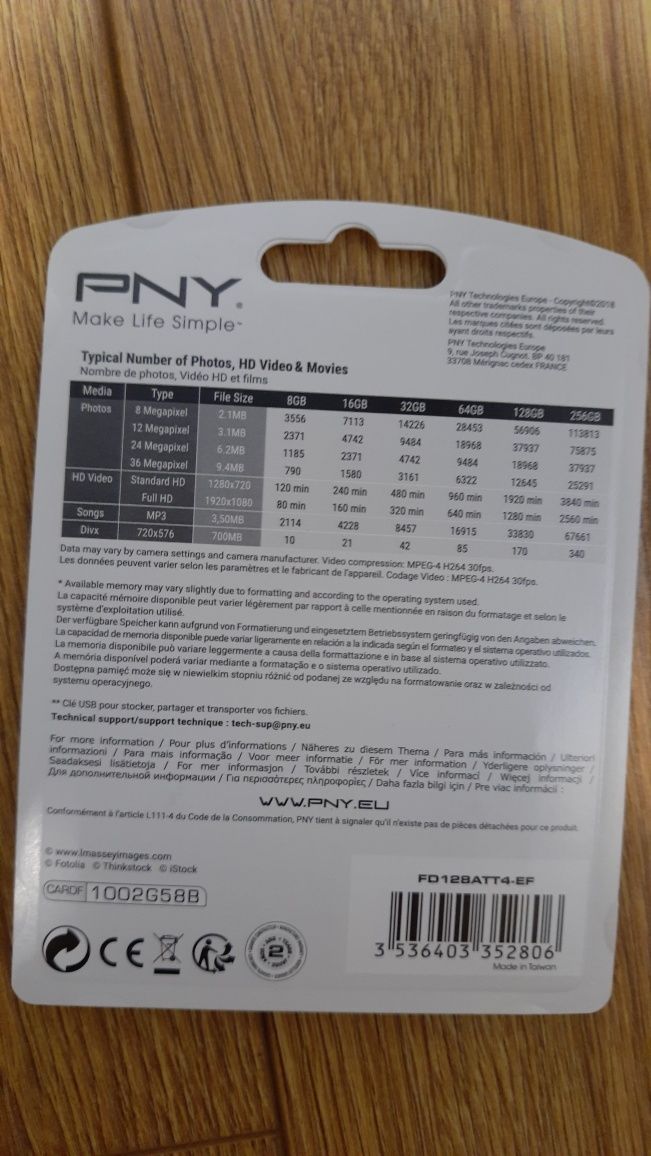 PNY®
Make Life Simple™
PNY Technologies Europe - Copyright©2018
All other trademarks properties of their
respective companies. All rights reserved.
Les marques citées sont déposées par leurs
ayant droits respectifs.
PNY Technologies Europe
9, rue Joseph Cugnot. BP 40 181
33708 Mérignac cedex FRANCE
Typical Number of Photos, HD Video & Movies
Nombre de photos, Vidéo HD et films
Media Type File Size 8GB 16GB 32GB 64GB 128GB 256GB
Photos 8 Megapixel 2.1MB 3556 7113 14226 28453 56906 113813
12 Megapixel 3.1MB 2371 4742 9484 18968 37937 75875
24 Megapixel 6.2MB 1185 2371 4742 9484 18968 37937
36 Megapixel 9.4MB 790 1580 3161 6322 12645 25291
HD Video Standard HD 1280x720 120 min 240 min 480 min 960 min 1920 min 3840 min
Full HD 1920x1080 80 min 160 min 320 min 640 min 1280 min 2560 min
Songs MP3 3,50MB 2114 4228 8457 16915 33830 67661
Divx 720x576 700MB 10 21 42 85 170 340
Data may vary by camera settings and camera manufacturer. Video compression: MPEG-4 H264 30fps.
Les données peuvent varier selon les paramètres et le fabricant de l'appareil. Codage Video : MPEG-4 H264 30fps.
* Available memory may vary slightly due to formatting and according to the operating system used.
La capacité mémoire disponible peut varier légèrement par rapport à celle mentionnée en raison du formatage et selon le
système d'exploitation utilisé.
Der verfügbare Speicher kann aufgrund von Formatierung und eingesetztem Betriebssystem geringfügig von den Angaben abweichen.
La capacidad de memoria disponible puede variar ligeramente en relación a la indicada según el formateo y el sistema operativo utilizados.
La memoria disponibile può variare leggermente a causa della formattazione e in base al sistema operativo utilizzato.
A memória disponível poderá variar mediante a formatação e o sistema operativo utilizado.
Dostępna pamięć może się w niewielkim stopniu różnić od podanej ze względu na formatowanie oraz w zależności od
systemu operacyjnego.
** Clé USB pour stocker, partager et transporter vos fichiers.
Technical support/support technique : tech-sup@pny.eu
For more information / Pour plus d'informations / Näheres zu diesem Thema / Para más información / Ulteriori
informazioni / Para mais informação / Voor meer informatie / För mer information / Yderligere oplysninger /
Saadaksesi lisätietoja / For mer informasjon / További részletek / Více informací / Więcej informacji /
Для дополнительной информации / Για περισσότερες πληροφορίες / Daha fazla bilgi için / Pre viac informácií :
WWW.PNY.EU
Conformément à l'article L111-4 du Code de la Consommation, PNY tient à signaler qu'il n'existe pas de pièces détachées pour ce produit.
© www.lmasseyimages.com
© Fotolia © Thinkstock © iStock
CARDF 1002G58B
FD128ATT4-EF
3 536403 352806
Made in Taiwan
CE
2